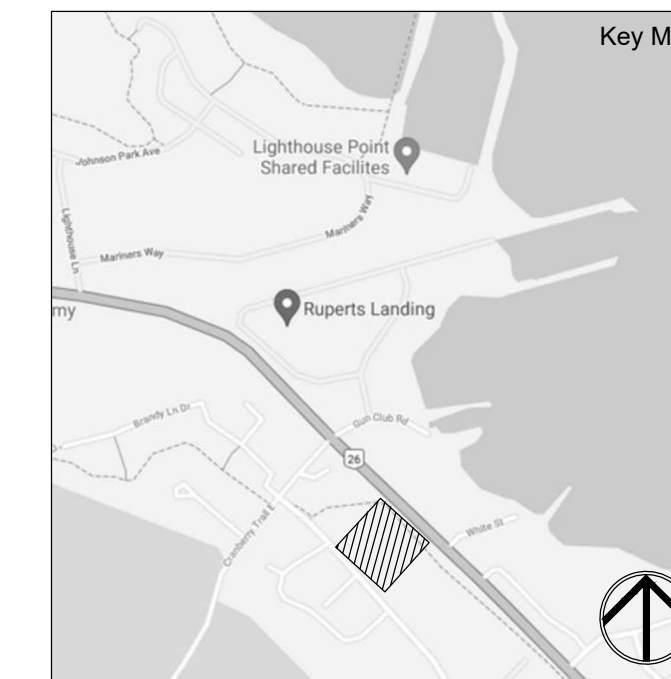 Key M
Lighthouse Point
Shared Facilites
Johnson Park Ave
Lighthouse Ln
Mariners Way
Mariners Way
my
Ruperts Landing
Brandy Ln Dr
Gun Club Rd
26
White St
Cranberry Trail E